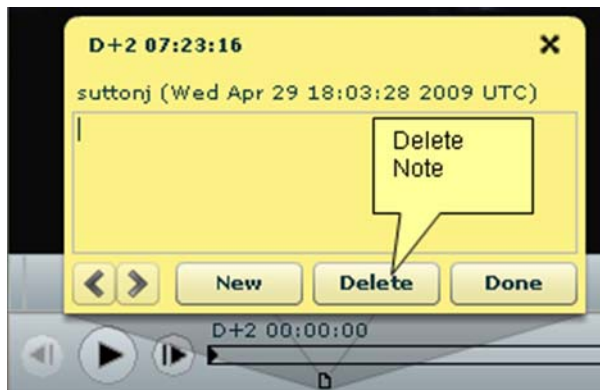 D+2 07:23:16
suttonj (Wed Apr 29 18:03:28 2009 UTC)
Delete
Note
New Delete Done
D+2 00:00:00